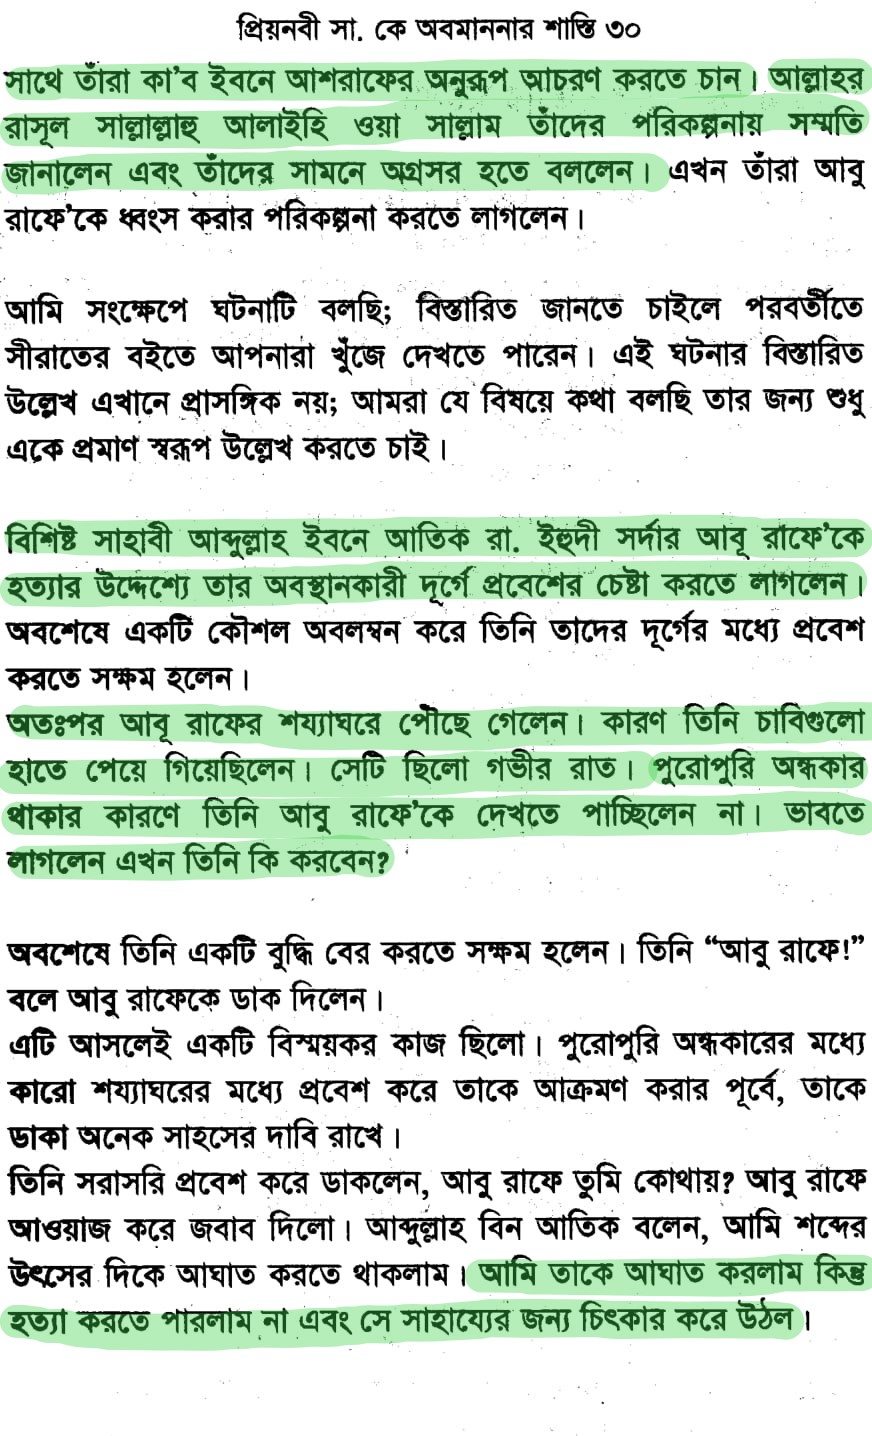 প্রিয়নবী সা. কে অবমাননার শাস্তি ৩০
সাথে তাঁরা কা’ব ইবনে আশরাফের অনুরূপ আচরণ করতে চান। আল্লাহর
রাসূল সাল্লাল্লাহু আলাইহি ওয়া সাল্লাম তাঁদের পরিকল্পনায় সম্মতি
জানালেন এবং তাঁদের সামনে অগ্রসর হতে বললেন। এখন তাঁরা আবু
রাফে’কে ধ্বংস করার পরিকল্পনা করতে লাগলেন।
আমি সংক্ষেপে ঘটনাটি বলছি; বিস্তারিত জানতে চাইলে পরবর্তীতে
সীরাতের বইতে আপনারা খুঁজে দেখতে পারেন। এই ঘটনার বিস্তারিত
উল্লেখ এখানে প্রাসঙ্গিক নয়; আমরা যে বিষয়ে কথা বলছি তার জন্য শুধু
একে প্রমাণ স্বরূপ উল্লেখ করতে চাই।
বিশিষ্ট সাহাবী আব্দুল্লাহ ইবনে আতিক রা. ইহুদী সর্দার আবূ রাফে’কে
হত্যার উদ্দেশ্যে তার অবস্থানকারী দূর্গে প্রবেশের চেষ্টা করতে লাগলেন।
অবশেষে একটি কৌশল অবলম্বন করে তিনি তাদের দূর্গের মধ্যে প্রবেশ
করতে সক্ষম হলেন।
অতঃপর আবূ রাফের শয্যাঘরে পৌছে গেলেন। কারণ তিনি চাবিগুলো
হাতে পেয়ে গিয়েছিলেন। সেটি ছিলো গভীর রাত। পুরোপুরি অন্ধকার
থাকার কারণে তিনি আবু রাফে’কে দেখতে পাচ্ছিলেন না। ভাবতে
লাগলেন এখন তিনি কি করবেন?
অবশেষে তিনি একটি বুদ্ধি বের করতে সক্ষম হলেন। তিনি “আবু রাফে!”
বলে আবু রাফেকে ডাক দিলেন।
এটি আসলেই একটি বিস্ময়কর কাজ ছিলো। পুরোপুরি অন্ধকারের মধ্যে
কারো শয্যাঘরের মধ্যে প্রবেশ করে তাকে আক্রমণ করার পূর্বে, তাকে
ডাকা অনেক সাহসের দাবি রাখে।
তিনি সরাসরি প্রবেশ করে ডাকলেন, আবু রাফে তুমি কোথায়? আবু রাফে
আওয়াজ করে জবাব দিলো। আব্দুল্লাহ বিন আতিক বলেন, আমি শব্দের
উৎসের দিকে আঘাত করতে থাকলাম। আমি তাকে আঘাত করলাম কিন্তু
হত্যা করতে পারলাম না এবং সে সাহায্যের জন্য চিৎকার করে উঠল।